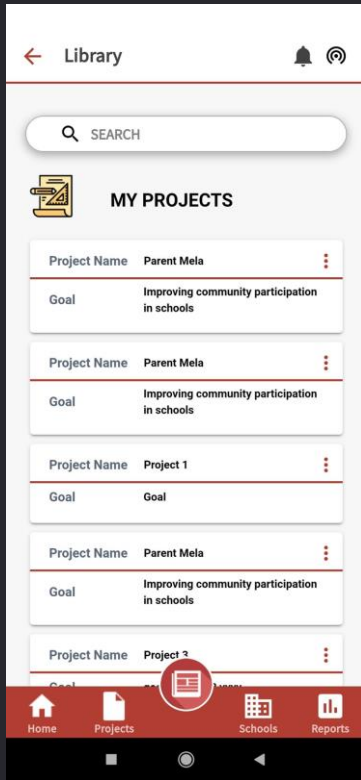 Library
SEARCH
MY PROJECTS
Project Name Parent Mela
Goal Improving community participation
in schools
Project Name Parent Mela
Goal Improving community participation
in schools
Project Name Project 1
Goal Goal
Project Name Parent Mela
Goal Improving community participation
in schools
Project Name Project 3
Goal
Home Projects Schools Reports